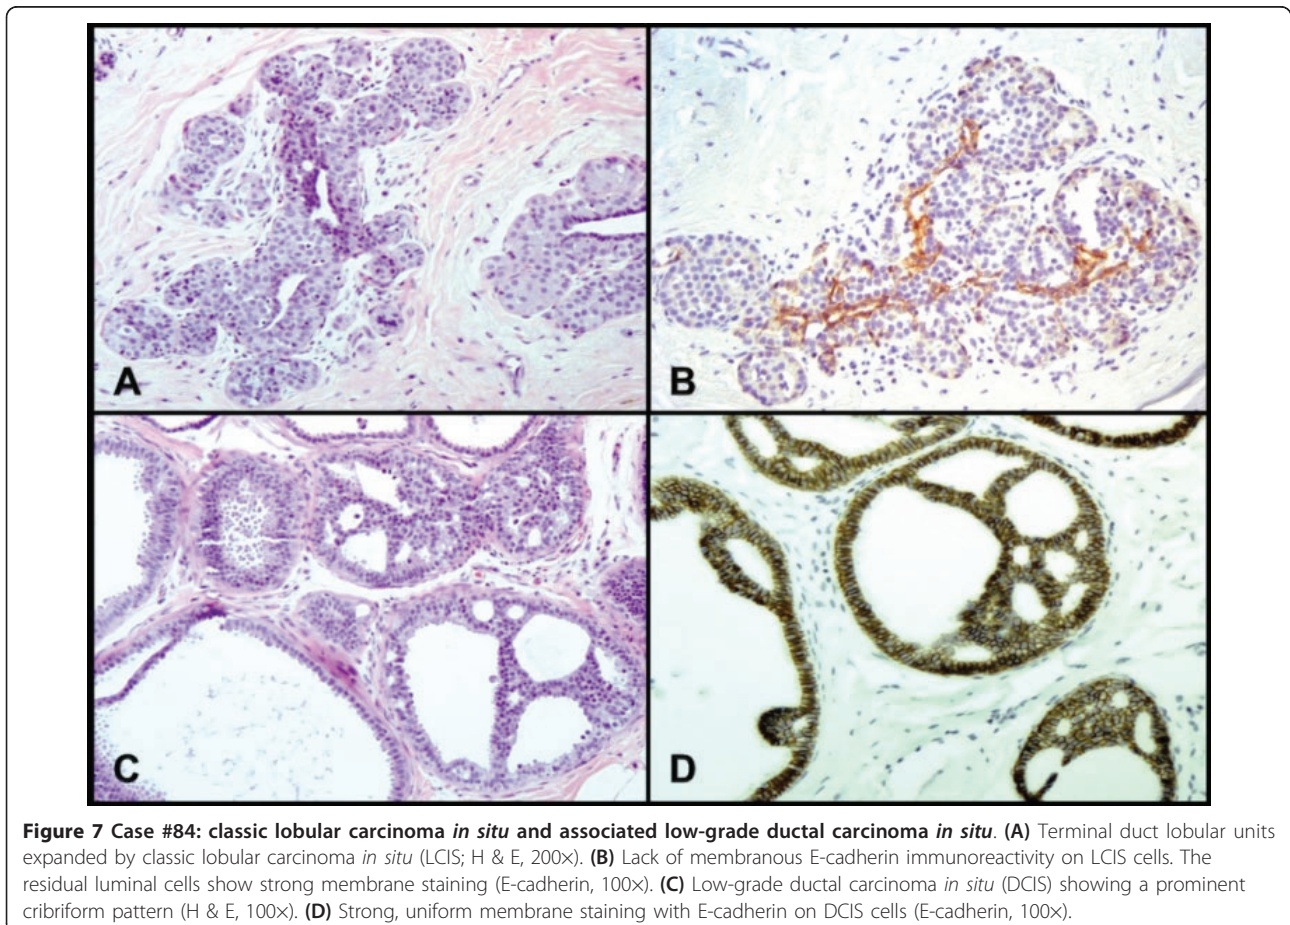 A
B
C
D
Figure 7 Case #84: classic lobular carcinoma in situ and associated low-grade ductal carcinoma in situ. (A) Terminal duct lobular units
expanded by classic lobular carcinoma in situ (LCIS; H & E, 200×). (B) Lack of membranous E-cadherin immunoreactivity on LCIS cells. The
residual luminal cells show strong membrane staining (E-cadherin, 100×). (C) Low-grade ductal carcinoma in situ (DCIS) showing a prominent
cribriform pattern (H & E, 100×). (D) Strong, uniform membrane staining with E-cadherin on DCIS cells (E-cadherin, 100×).